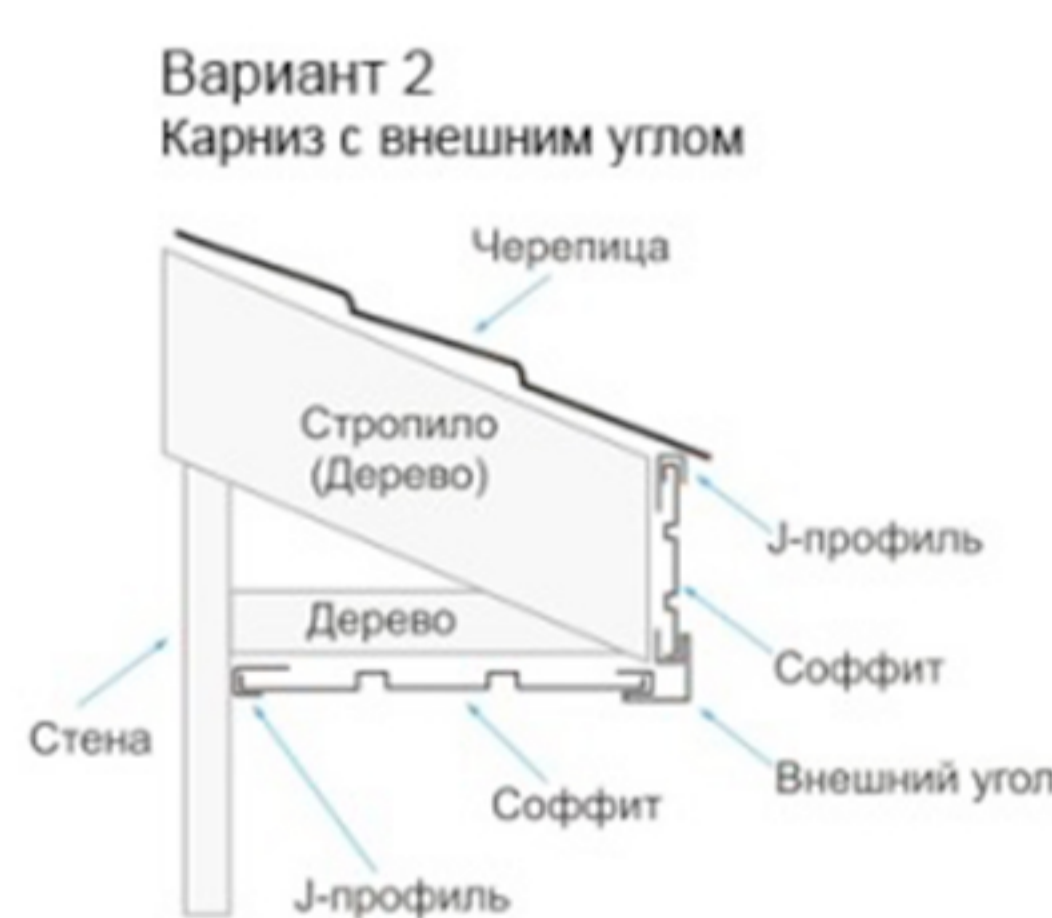 Вариант 2
Карниз с внешним углом
Черепица
Стропило
(Дерево)
J-профиль
Дерево
Соффит
Стена
Внешний угол
Соффит
J-профиль